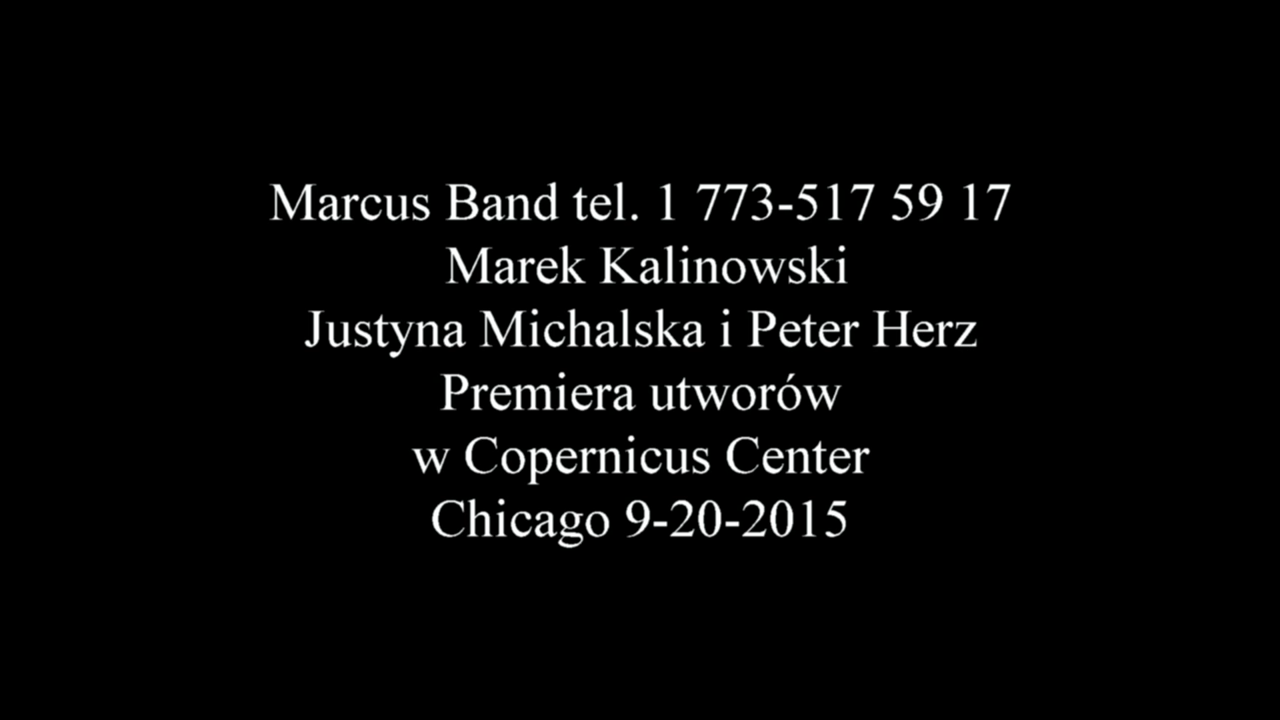 Marcus Band tel. 1 773-517 59 17
Marek Kalinowski
Justyna Michalska i Peter Herz
Premiera utworów
w Copernicus Center
Chicago 9-20-2015